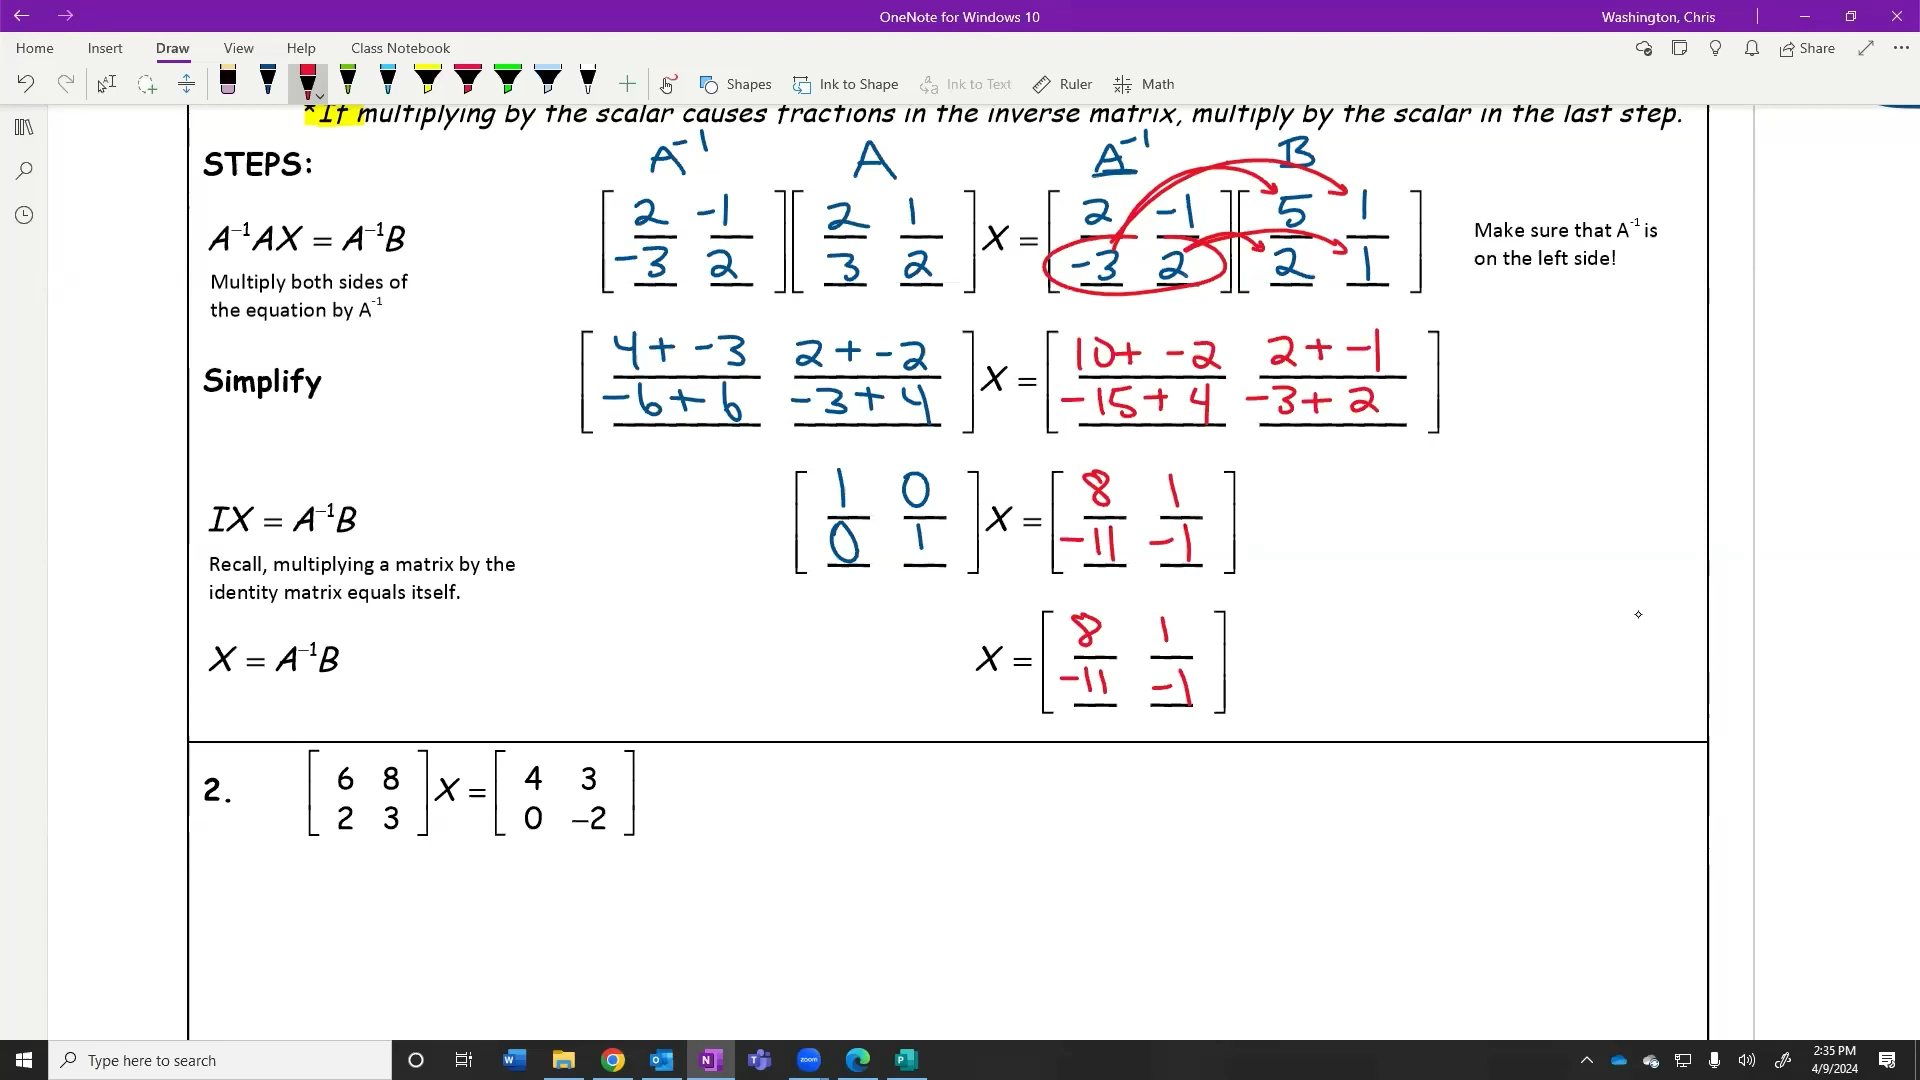 OneNote for Windows 10
Washington, Chris
Home Insert Draw View Help Class Notebook
Share
Shapes Ink to Shape Ink to Text Ruler Math
*If multiplying by the scalar causes fractions in the inverse matrix, multiply by the scalar in the last step.
STEPS:
A⁻¹ A A⁻¹ B
A⁻¹AX = A⁻¹B
[2 -1] [2 1] X = [2 -1] [5 1]
[-3 2] [3 2] [-3 2] [2 1]
Multiply both sides of
the equation by A⁻¹
Make sure that A⁻¹ is
on the left side!
Simplify
[4 + -3 2 + -2] X = [10 + -2 2 + -1]
[-6 + 6 -3 + 4] [-15 + 4 -3 + 2]
IX = A⁻¹B
[1 0] X = [8 1]
[0 1] [-11 -1]
Recall, multiplying a matrix by the
identity matrix equals itself.
X = A⁻¹B
X = [8 1]
[-11 -1]
2.
[6 8] X = [4 3]
[2 3] [0 -2]
Type here to search
2:35 PM
4/9/2024